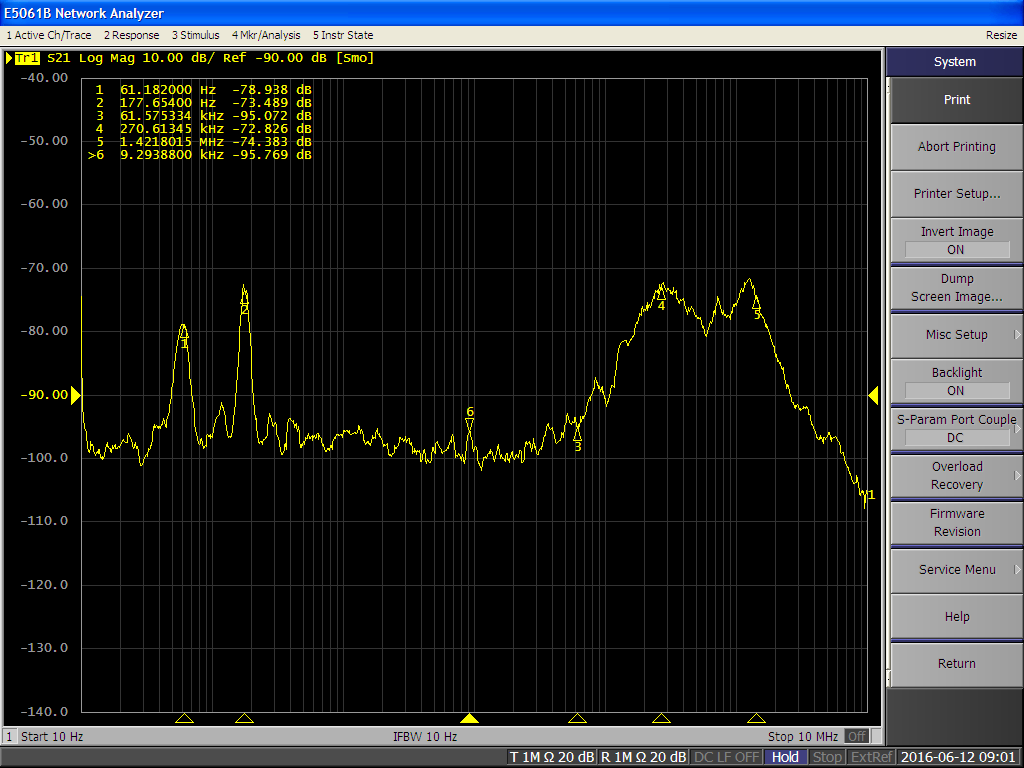 E5061B Network Analyzer
1 Active Ch/Trace 2 Response 3 Stimulus 4 Mkr/Analysis 5 Instr State
Resize
Tr1 S21 Log Mag 10.00 dB/ Ref -90.00 dB [Smo]
-40.00
-50.00
-60.00
-70.00
-80.00
-90.00
-100.0
-110.0
-120.0
-130.0
-140.0
1 61.182000 Hz -78.938 dB
2 177.65400 Hz -73.489 dB
3 61.575334 kHz -95.072 dB
4 270.61345 kHz -72.826 dB
5 1.4218015 MHz -74.383 dB
>6 9.2938800 kHz -95.769 dB
1
2
6
3
4
5
1
1 Start 10 Hz
IFBW 10 Hz
Stop 10 MHz Off
System
Print
Abort Printing
Printer Setup...
Invert Image
ON
Dump
Screen Image...
Misc Setup
Backlight
ON
S-Param Port Couple
DC
Overload
Recovery
Firmware
Revision
Service Menu
Help
Return
T 1M Ω 20 dB R 1M Ω 20 dB DC LF OFF Hold Stop ExtRef 2016-06-12 09:01